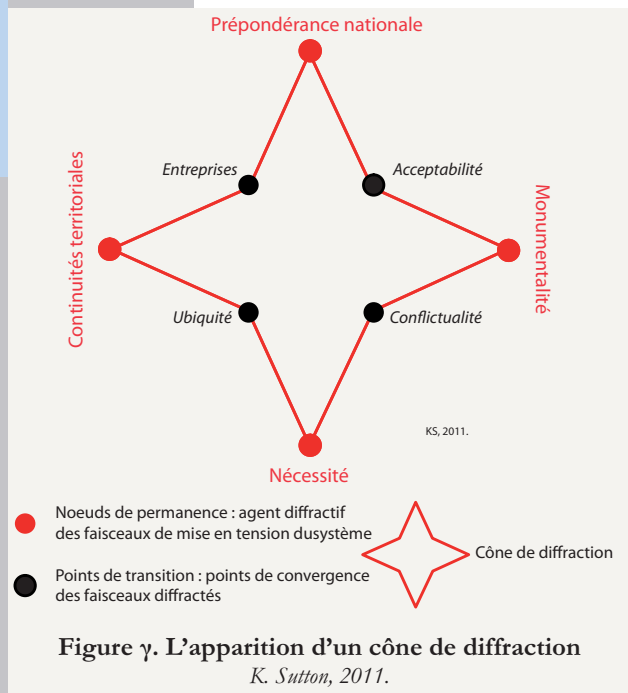 Prépondérance nationale
Entreprises
Acceptabilité
Continuités territoriales
Monumentalité
Ubiquité
Conflictualité
KS, 2011.
Nécessité
Noeuds de permanence : agent diffractif
des faisceaux de mise en tension dusystème
Cône de diffraction
Points de transition : points de convergence
des faisceaux diffractés
Figure γ. L’apparition d’un cône de diffraction
K. Sutton, 2011.